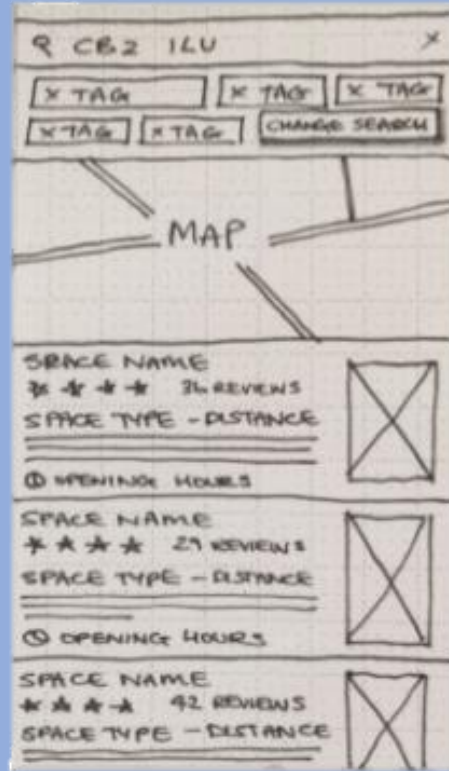 CB2 1LU X
X TAG X TAG X TAG
X TAG X TAG CHANGE SEARCH
MAP
SPACE NAME
36 REVIEWS
SPACE TYPE - DISTANCE
OPENING HOURS
SPACE NAME
29 REVIEWS
SPACE TYPE - DISTANCE
OPENING HOURS
SPACE NAME
42 REVIEWS
SPACE TYPE - DISTANCE